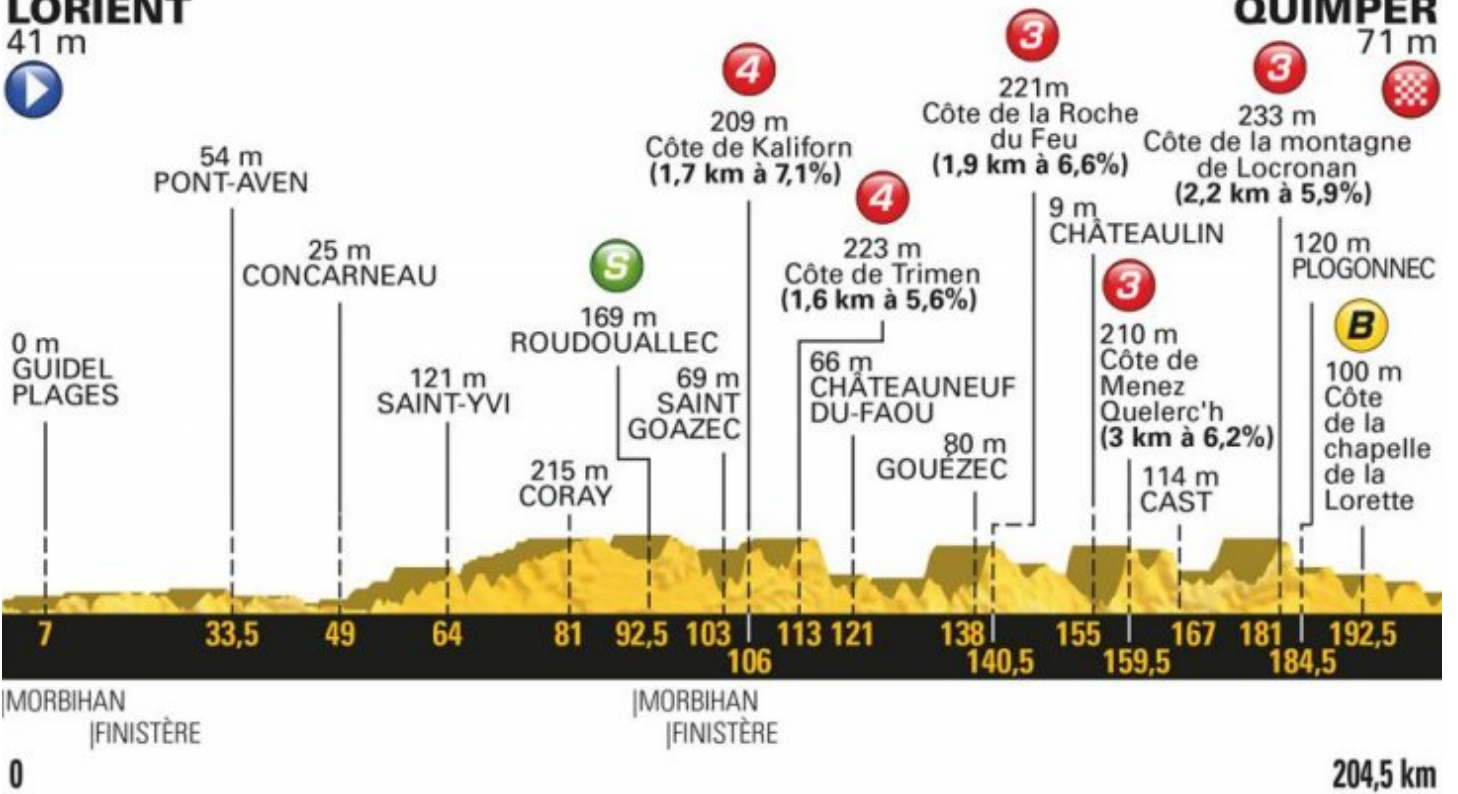 LORIENT
41 m
QUIMPER
71 m
0 m
GUIDEL
PLAGES
54 m
PONT-AVEN
25 m
CONCARNEAU
121 m
SAINT-YVI
215 m
CORAY
S
169 m
ROUDOUALLEC
69 m
SAINT
GOAZEC
4
209 m
Côte de Kaliforn
(1,7 km à 7,1%)
4
223 m
Côte de Trimen
(1,6 km à 5,6%)
66 m
CHÂTEAUNEUF
DU-FAOU
80 m
GOUÉZEC
3
221m
Côte de la Roche
du Feu
(1,9 km à 6,6%)
9 m
CHÂTEAULIN
3
210 m
Côte de
Menez
Quelerc'h
(3 km à 6,2%)
114 m
CAST
3
233 m
Côte de la montagne
de Locronan
(2,2 km à 5,9%)
120 m
PLOGONNEC
B
100 m
Côte
de la
chapelle
de la
Lorette
7 33,5 49 64 81 92,5 103 113 121 138 155 167 181 192,5
106 140,5 159,5 184,5
|MORBIHAN |MORBIHAN
|FINISTÈRE |FINISTÈRE
0 204,5 km